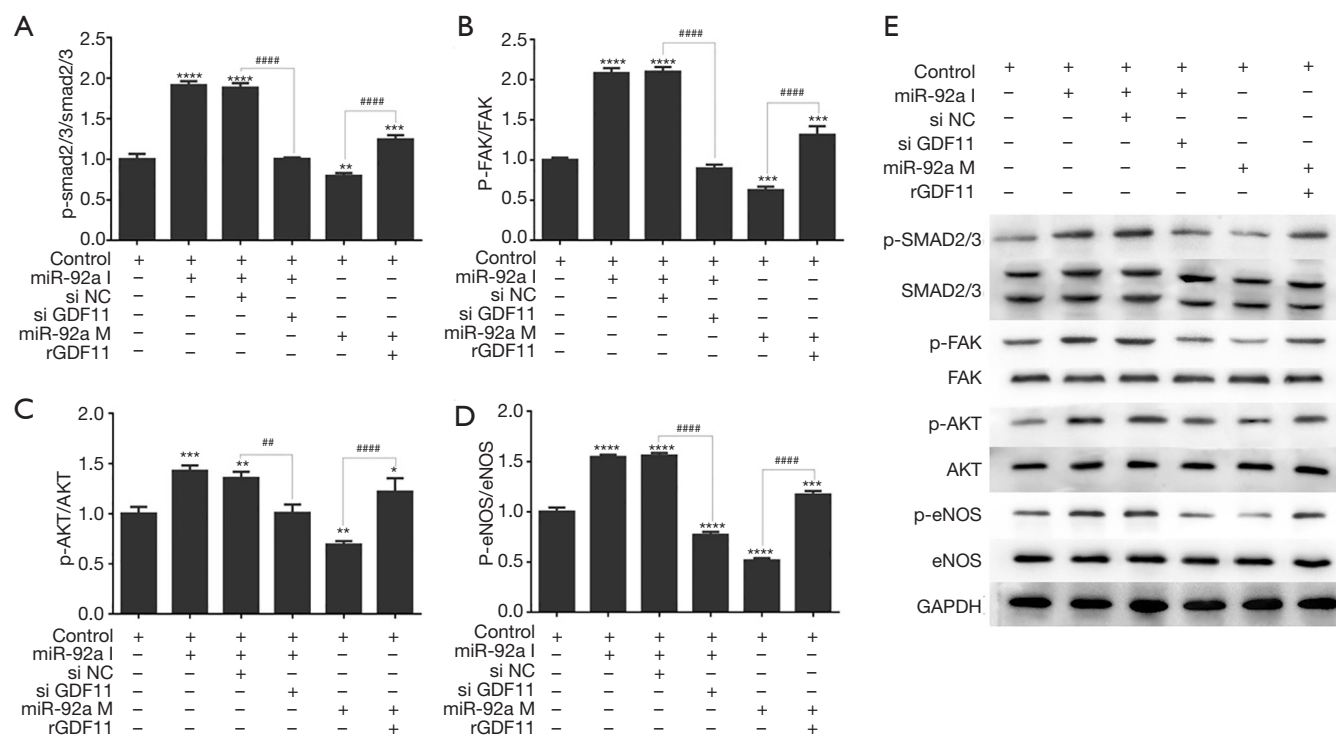 A
p-smad2/3/smad2/3
2.5
2.0
1.5
1.0
0.5
0.0
****
****
####
**
####
***
Control + + + + + +
miR-92a I – + + + – –
si NC – – + – – –
si GDF11 – – – + – –
miR-92a M – – – – + +
rGDF11 – – – – – +
B
P-FAK/FAK
2.5
2.0
1.5
1.0
0.5
0.0
****
****
####
***
####
***
Control + + + + + +
miR-92a I – + + + – –
si NC – – + – – –
si GDF11 – – – + – –
miR-92a M – – – – + +
rGDF11 – – – – – +
C
p-AKT/AKT
2.0
1.5
1.0
0.5
0.0
***
**
##
**
####
*
Control + + + + + +
miR-92a I – + + + – –
si NC – – + – – –
si GDF11 – – – + – –
miR-92a M – – – – + +
rGDF11 – – – – – +
D
P-eNOS/eNOS
2.0
1.5
1.0
0.5
0.0
****
****
####
****
****
####
***
Control + + + + + +
miR-92a I – + + + – –
si NC – – + – – –
si GDF11 – – – + – –
miR-92a M – – – – + +
rGDF11 – – – – – +
E
Control + + + + + +
miR-92a I – + + + – –
si NC – – + – – –
si GDF11 – – – + – –
miR-92a M – – – – + +
rGDF11 – – – – – +
p-SMAD2/3
SMAD2/3
p-FAK
FAK
p-AKT
AKT
p-eNOS
eNOS
GAPDH